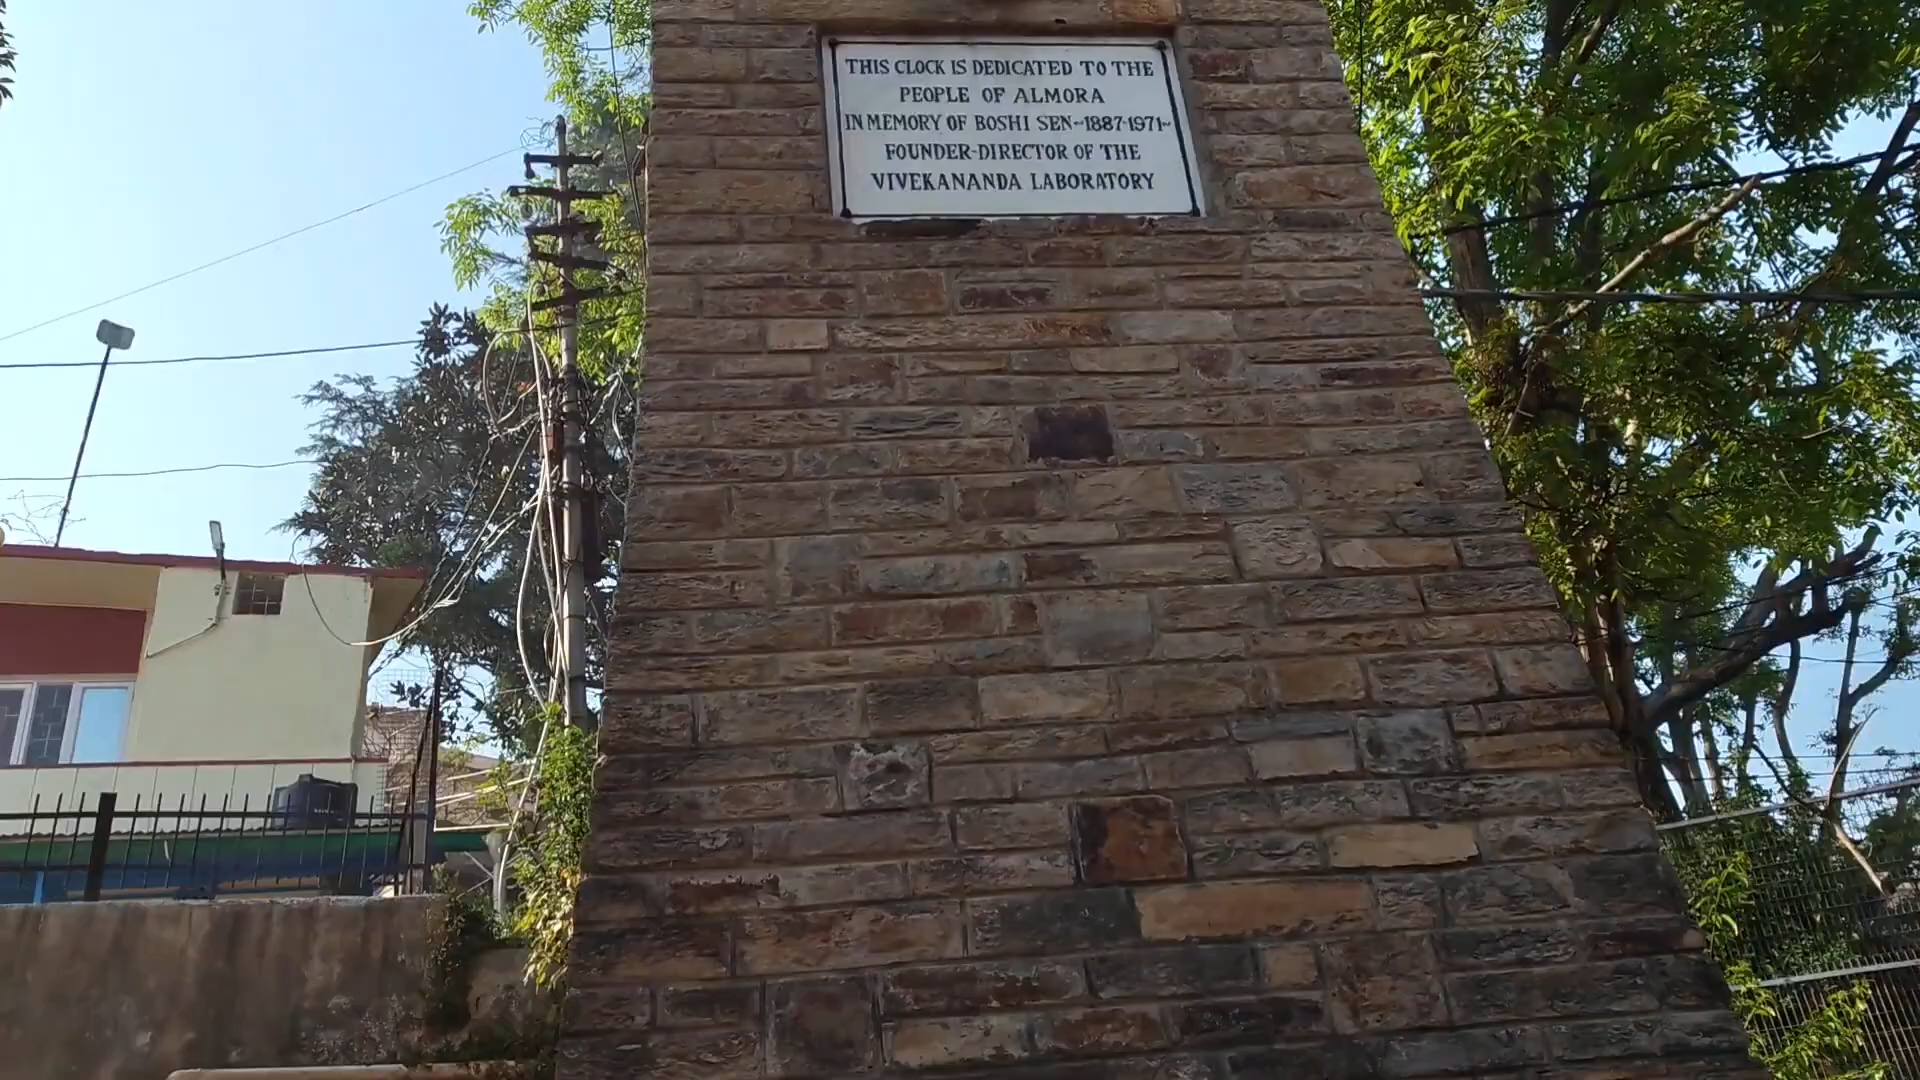 THIS CLOCK IS DEDICATED TO THE
PEOPLE OF ALMORA
IN MEMORY OF BOSHI SEN~1887-1971~
FOUNDER-DIRECTOR OF THE
VIVEKANANDA LABORATORY